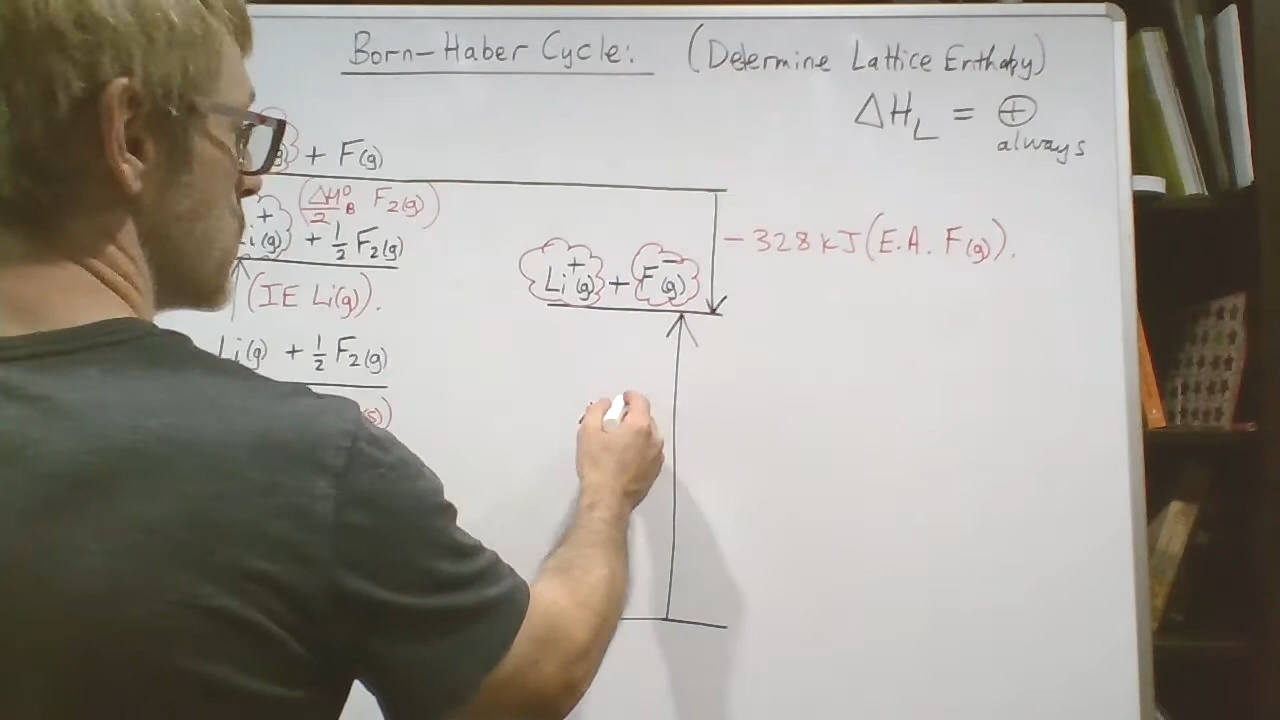 Born-Haber Cycle: (Determine Lattice Enthalpy)
ΔH_L = ⊕
always
(g) + F(g)
(ΔH°_B/2 F₂(g))
Li⁺(g) + ½ F₂(g)
- 328 kJ (E.A. F(g)).
Li⁺(g) + F⁻(g)
(IE Li(g)).
Li(g) + ½ F₂(g)
(s))